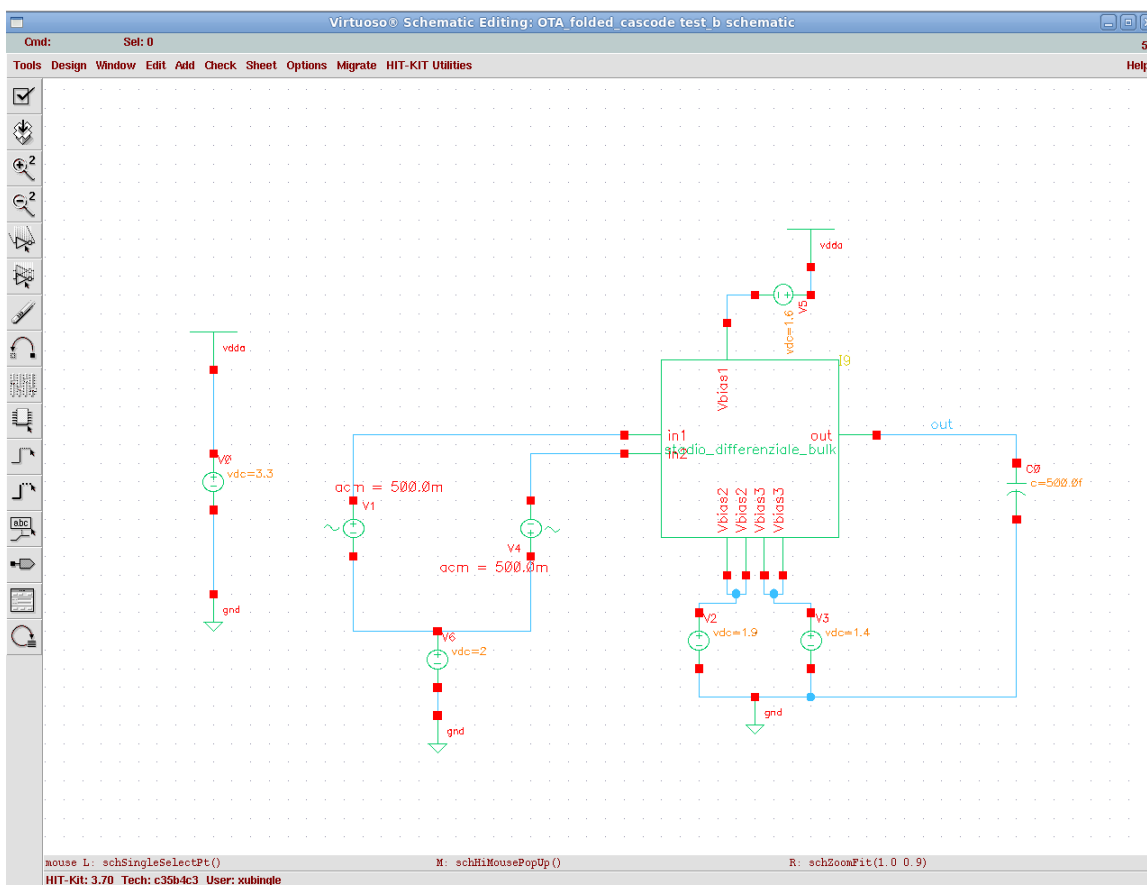 Virtuoso® Schematic Editing: OTA_folded_cascode test_b schematic
Cmd: Sel: 0
5
Tools Design Window Edit Add Check Sheet Options Migrate HIT-KIT Utilities Help
2
2
abc
vdda
V5
vdc=1.6
vdda
I9
Vbias1
out
in1 out
stadio_differenziale_bulk
in2
V0
vdc=3.3
acm = 500.0m
V1
C0
c=500.0f
Vbias2
Vbias2
Vbias3
Vbias3
V4
acm = 500.0m
gnd
V2
vdc=1.9
V3
vdc=1.4
V6
vdc=2
gnd
gnd
mouse L: schSingleSelectPt() M: schHiMousePopUp() R: schZoomFit(1.0 0.9)
HIT-Kit: 3.70 Tech: c35b4c3 User: xubingle